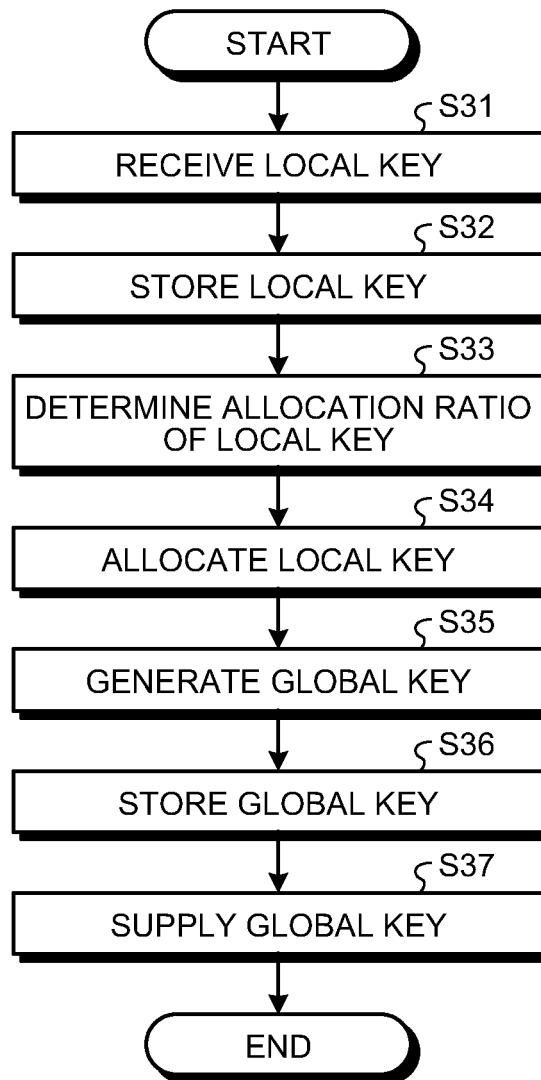 START
S31
RECEIVE LOCAL KEY
S32
STORE LOCAL KEY
S33
DETERMINE ALLOCATION RATIO
OF LOCAL KEY
S34
ALLOCATE LOCAL KEY
S35
GENERATE GLOBAL KEY
S36
STORE GLOBAL KEY
S37
SUPPLY GLOBAL KEY
END